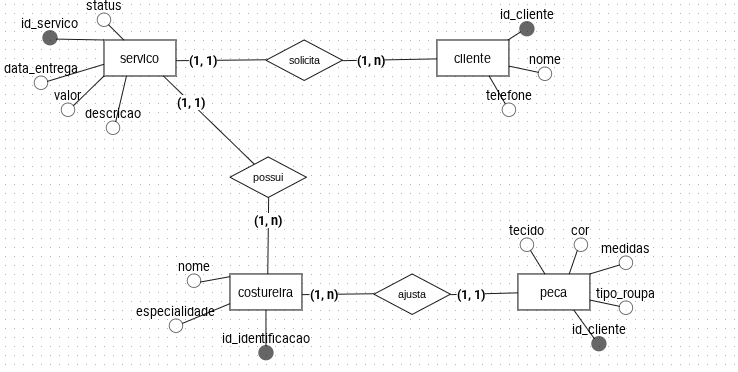 status
id_servico
servico
(1, 1)
solicita
(1, n)
cliente
id_cliente
nome
telefone
data_entrega
valor
descricao
(1, 1)
possui
(1, n)
nome
costureira
especialidade
id_identificacao
(1, n)
ajusta
(1, 1)
peca
tecido
cor
medidas
tipo_roupa
id_cliente